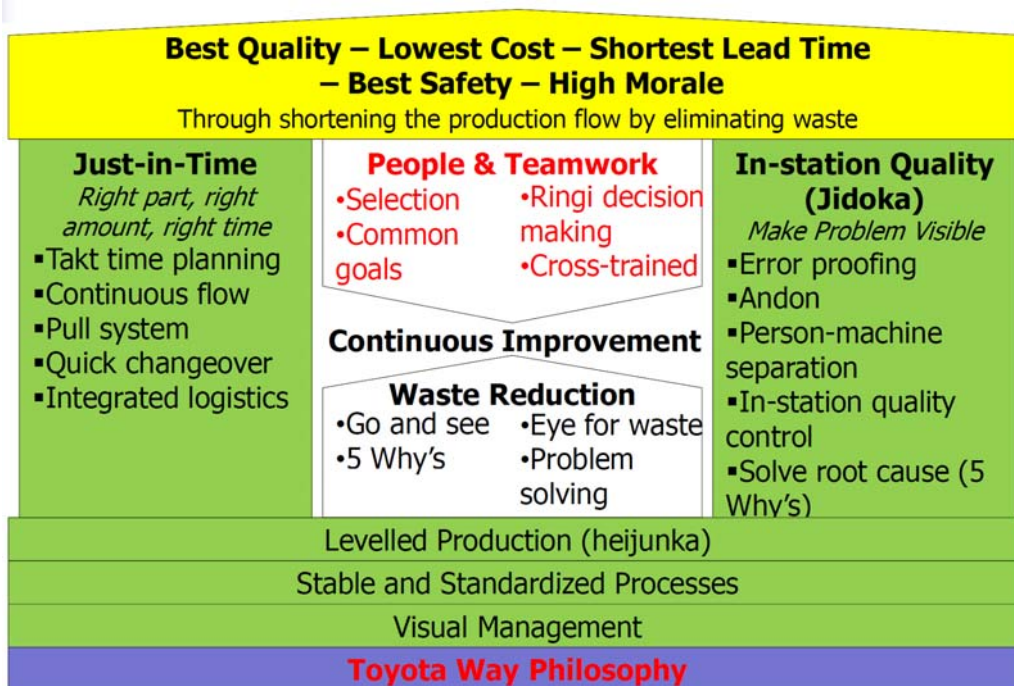 Best Quality – Lowest Cost – Shortest Lead Time
– Best Safety – High Morale
Through shortening the production flow by eliminating waste
Just-in-Time
Right part, right
amount, right time
▪Takt time planning
▪Continuous flow
▪Pull system
▪Quick changeover
▪Integrated logistics
People & Teamwork
•Selection
•Common
goals
•Ringi decision
making
•Cross-trained
Continuous Improvement
Waste Reduction
•Go and see
•5 Why's
•Eye for waste
•Problem
solving
In-station Quality
(Jidoka)
Make Problem Visible
▪Error proofing
▪Andon
▪Person-machine
separation
▪In-station quality
control
▪Solve root cause (5
Why's)
Levelled Production (heijunka)
Stable and Standardized Processes
Visual Management
Toyota Way Philosophy